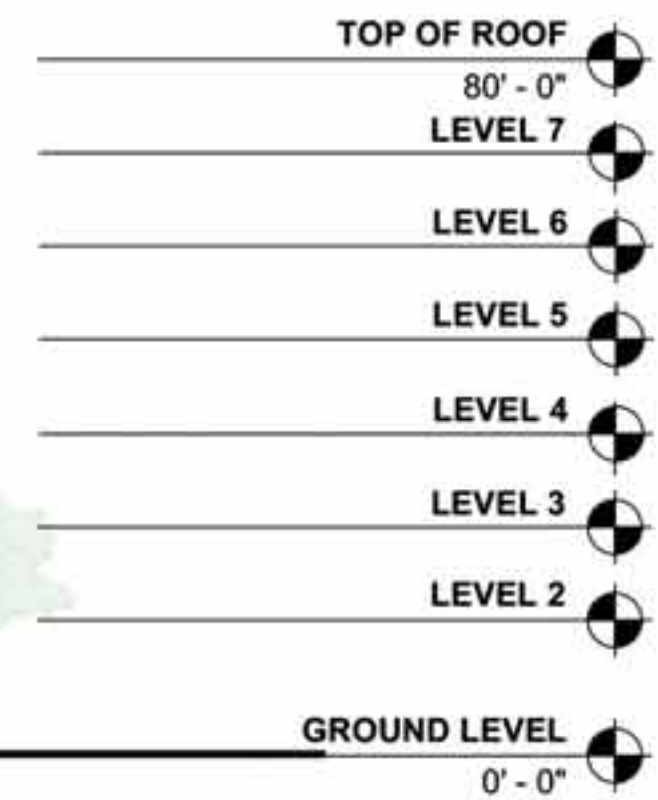 TOP OF ROOF
80' - 0"
LEVEL 7
LEVEL 6
LEVEL 5
LEVEL 4
LEVEL 3
LEVEL 2
GROUND LEVEL
0' - 0"